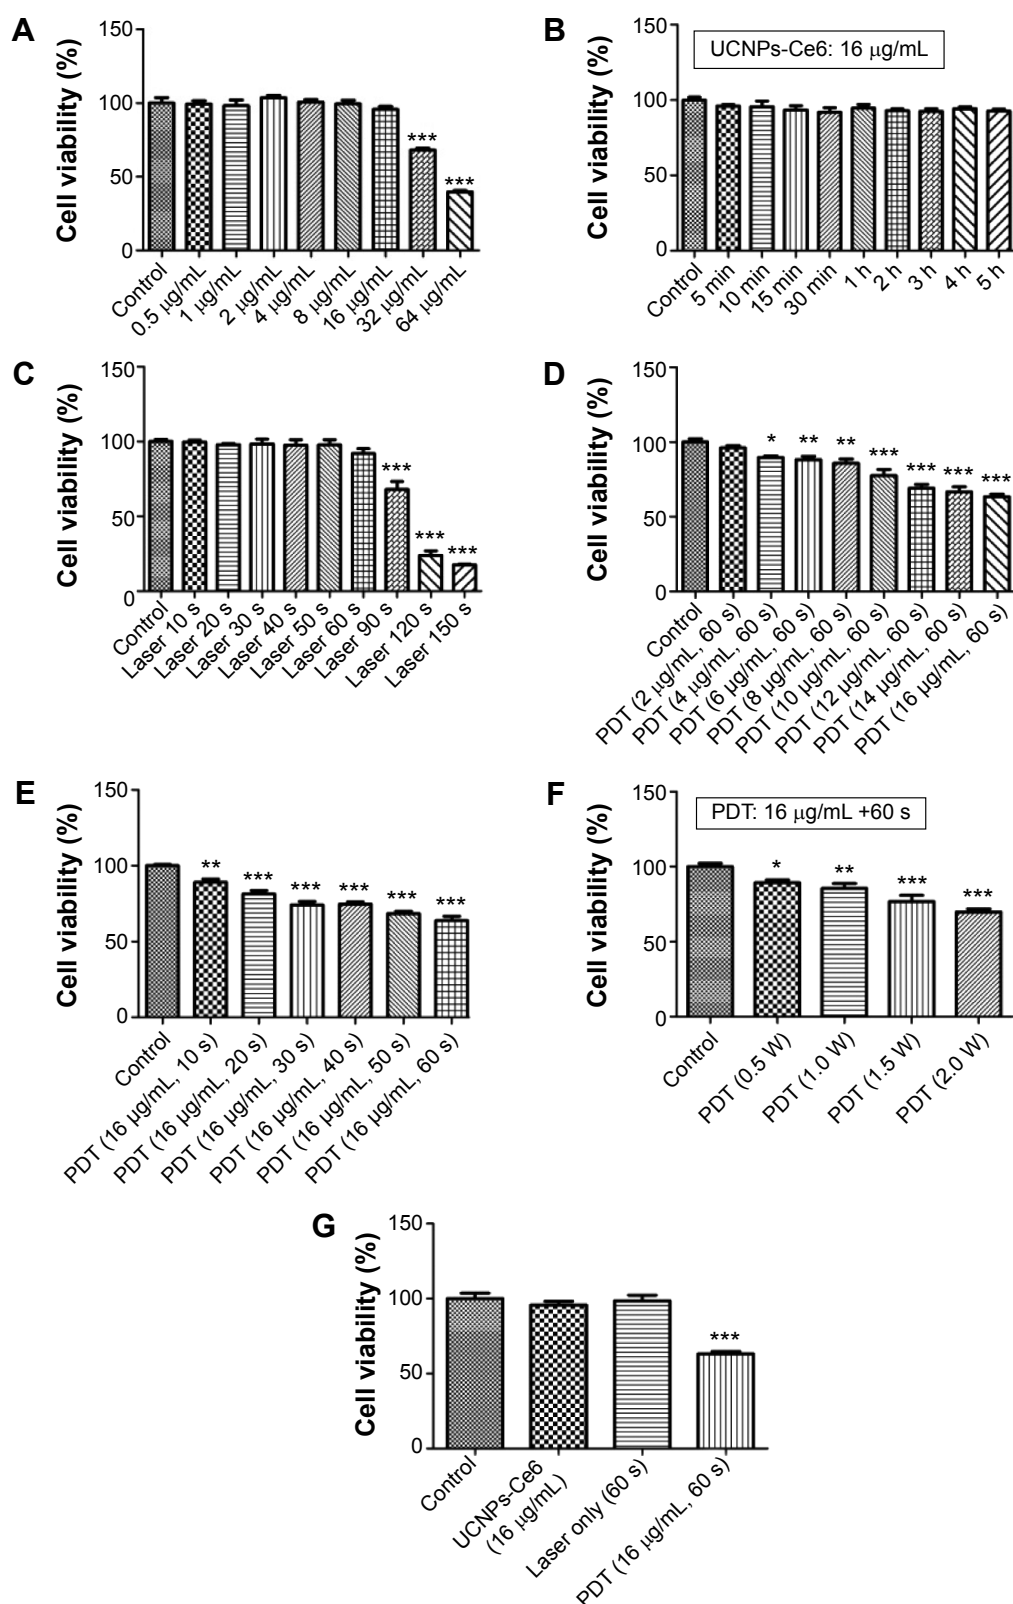 A
Cell viability (%)
150
100
50
0
***
***
Control
0.5 μg/mL
1 μg/mL
2 μg/mL
4 μg/mL
8 μg/mL
16 μg/mL
32 μg/mL
64 μg/mL
B
Cell viability (%)
150
100
50
0
UCNPs-Ce6: 16 μg/mL
Control
5 min
10 min
15 min
30 min
1 h
2 h
3 h
4 h
5 h
C
Cell viability (%)
150
100
50
0
***
***
***
Control
Laser 10 s
Laser 20 s
Laser 30 s
Laser 40 s
Laser 50 s
Laser 60 s
Laser 90 s
Laser 120 s
Laser 150 s
D
Cell viability (%)
150
100
50
0
*
**
**
***
***
***
***
Control
PDT (2 μg/mL, 60 s)
PDT (4 μg/mL, 60 s)
PDT (6 μg/mL, 60 s)
PDT (8 μg/mL, 60 s)
PDT (10 μg/mL, 60 s)
PDT (12 μg/mL, 60 s)
PDT (14 μg/mL, 60 s)
PDT (16 μg/mL, 60 s)
E
Cell viability (%)
150
100
50
0
**
***
***
***
***
***
Control
PDT (16 μg/mL, 10 s)
PDT (16 μg/mL, 20 s)
PDT (16 μg/mL, 30 s)
PDT (16 μg/mL, 40 s)
PDT (16 μg/mL, 50 s)
PDT (16 μg/mL, 60 s)
F
Cell viability (%)
150
100
50
0
PDT: 16 μg/mL +60 s
*
**
***
***
Control
PDT (0.5 W)
PDT (1.0 W)
PDT (1.5 W)
PDT (2.0 W)
G
Cell viability (%)
150
100
50
0
***
Control
UCNPs-Ce6
(16 μg/mL)
Laser only (60 s)
PDT (16 μg/mL, 60 s)